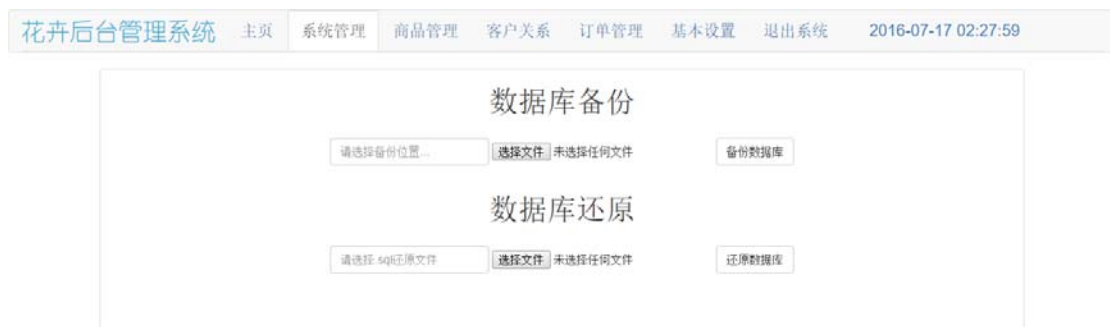 花卉后台管理系统 主页 系统管理 商品管理 客户关系 订单管理 基本设置 退出系统 2016-07-17 02:27:59
数据库备份
请选择备份位置... 选择文件 未选择任何文件 备份数据库
数据库还原
请选择.sql还原文件 选择文件 未选择任何文件 还原数据库